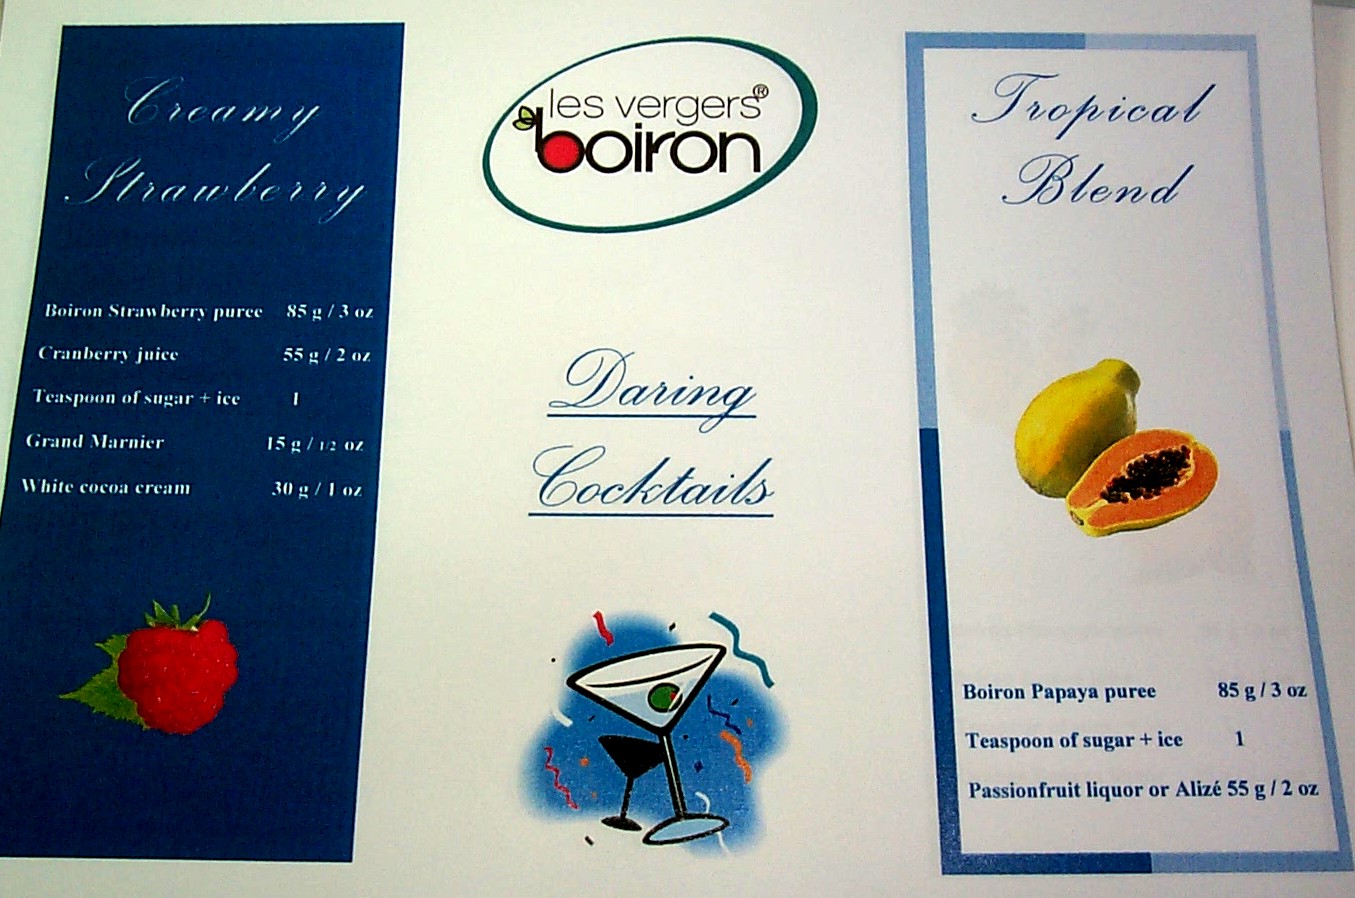 Creamy
Strawberry
Boiron Strawberry puree 85 g / 3 oz
Cranberry juice 55 g / 2 oz
Teaspoon of sugar + ice 1
Grand Marnier 15 g / 1/2 oz
White cocoa cream 30 g / 1 oz
les vergers®
boiron
Daring
Cocktails
Tropical
Blend
Boiron Papaya puree 85 g / 3 oz
Teaspoon of sugar + ice 1
Passionfruit liquor or Alizé 55 g / 2 oz